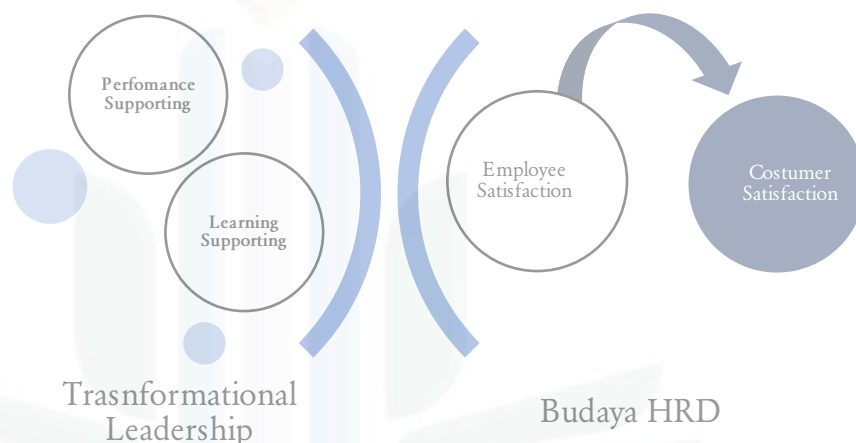 Perfomance
Supporting
Learning
Supporting
Employee
Satisfaction
Costumer
Satisfaction
Trasnformational
Leadership
Budaya HRD